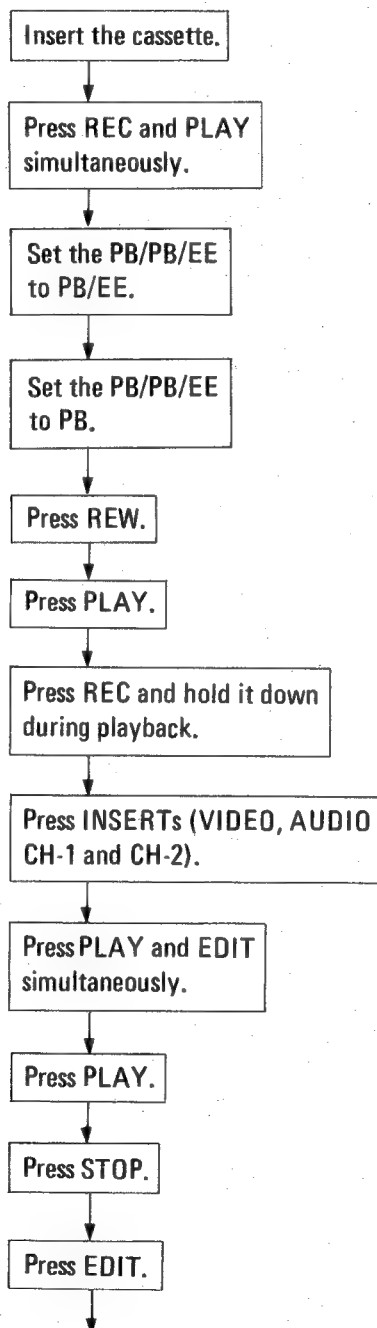 Insert the cassette.
Press REC and PLAY
simultaneously.
Set the PB/PB/EE
to PB/EE.
Set the PB/PB/EE
to PB.
Press REW.
Press PLAY.
Press REC and hold it down
during playback.
Press INSERTs (VIDEO, AUDIO
CH-1 and CH-2).
Press PLAY and EDIT
simultaneously.
Press PLAY.
Press STOP.
Press EDIT.